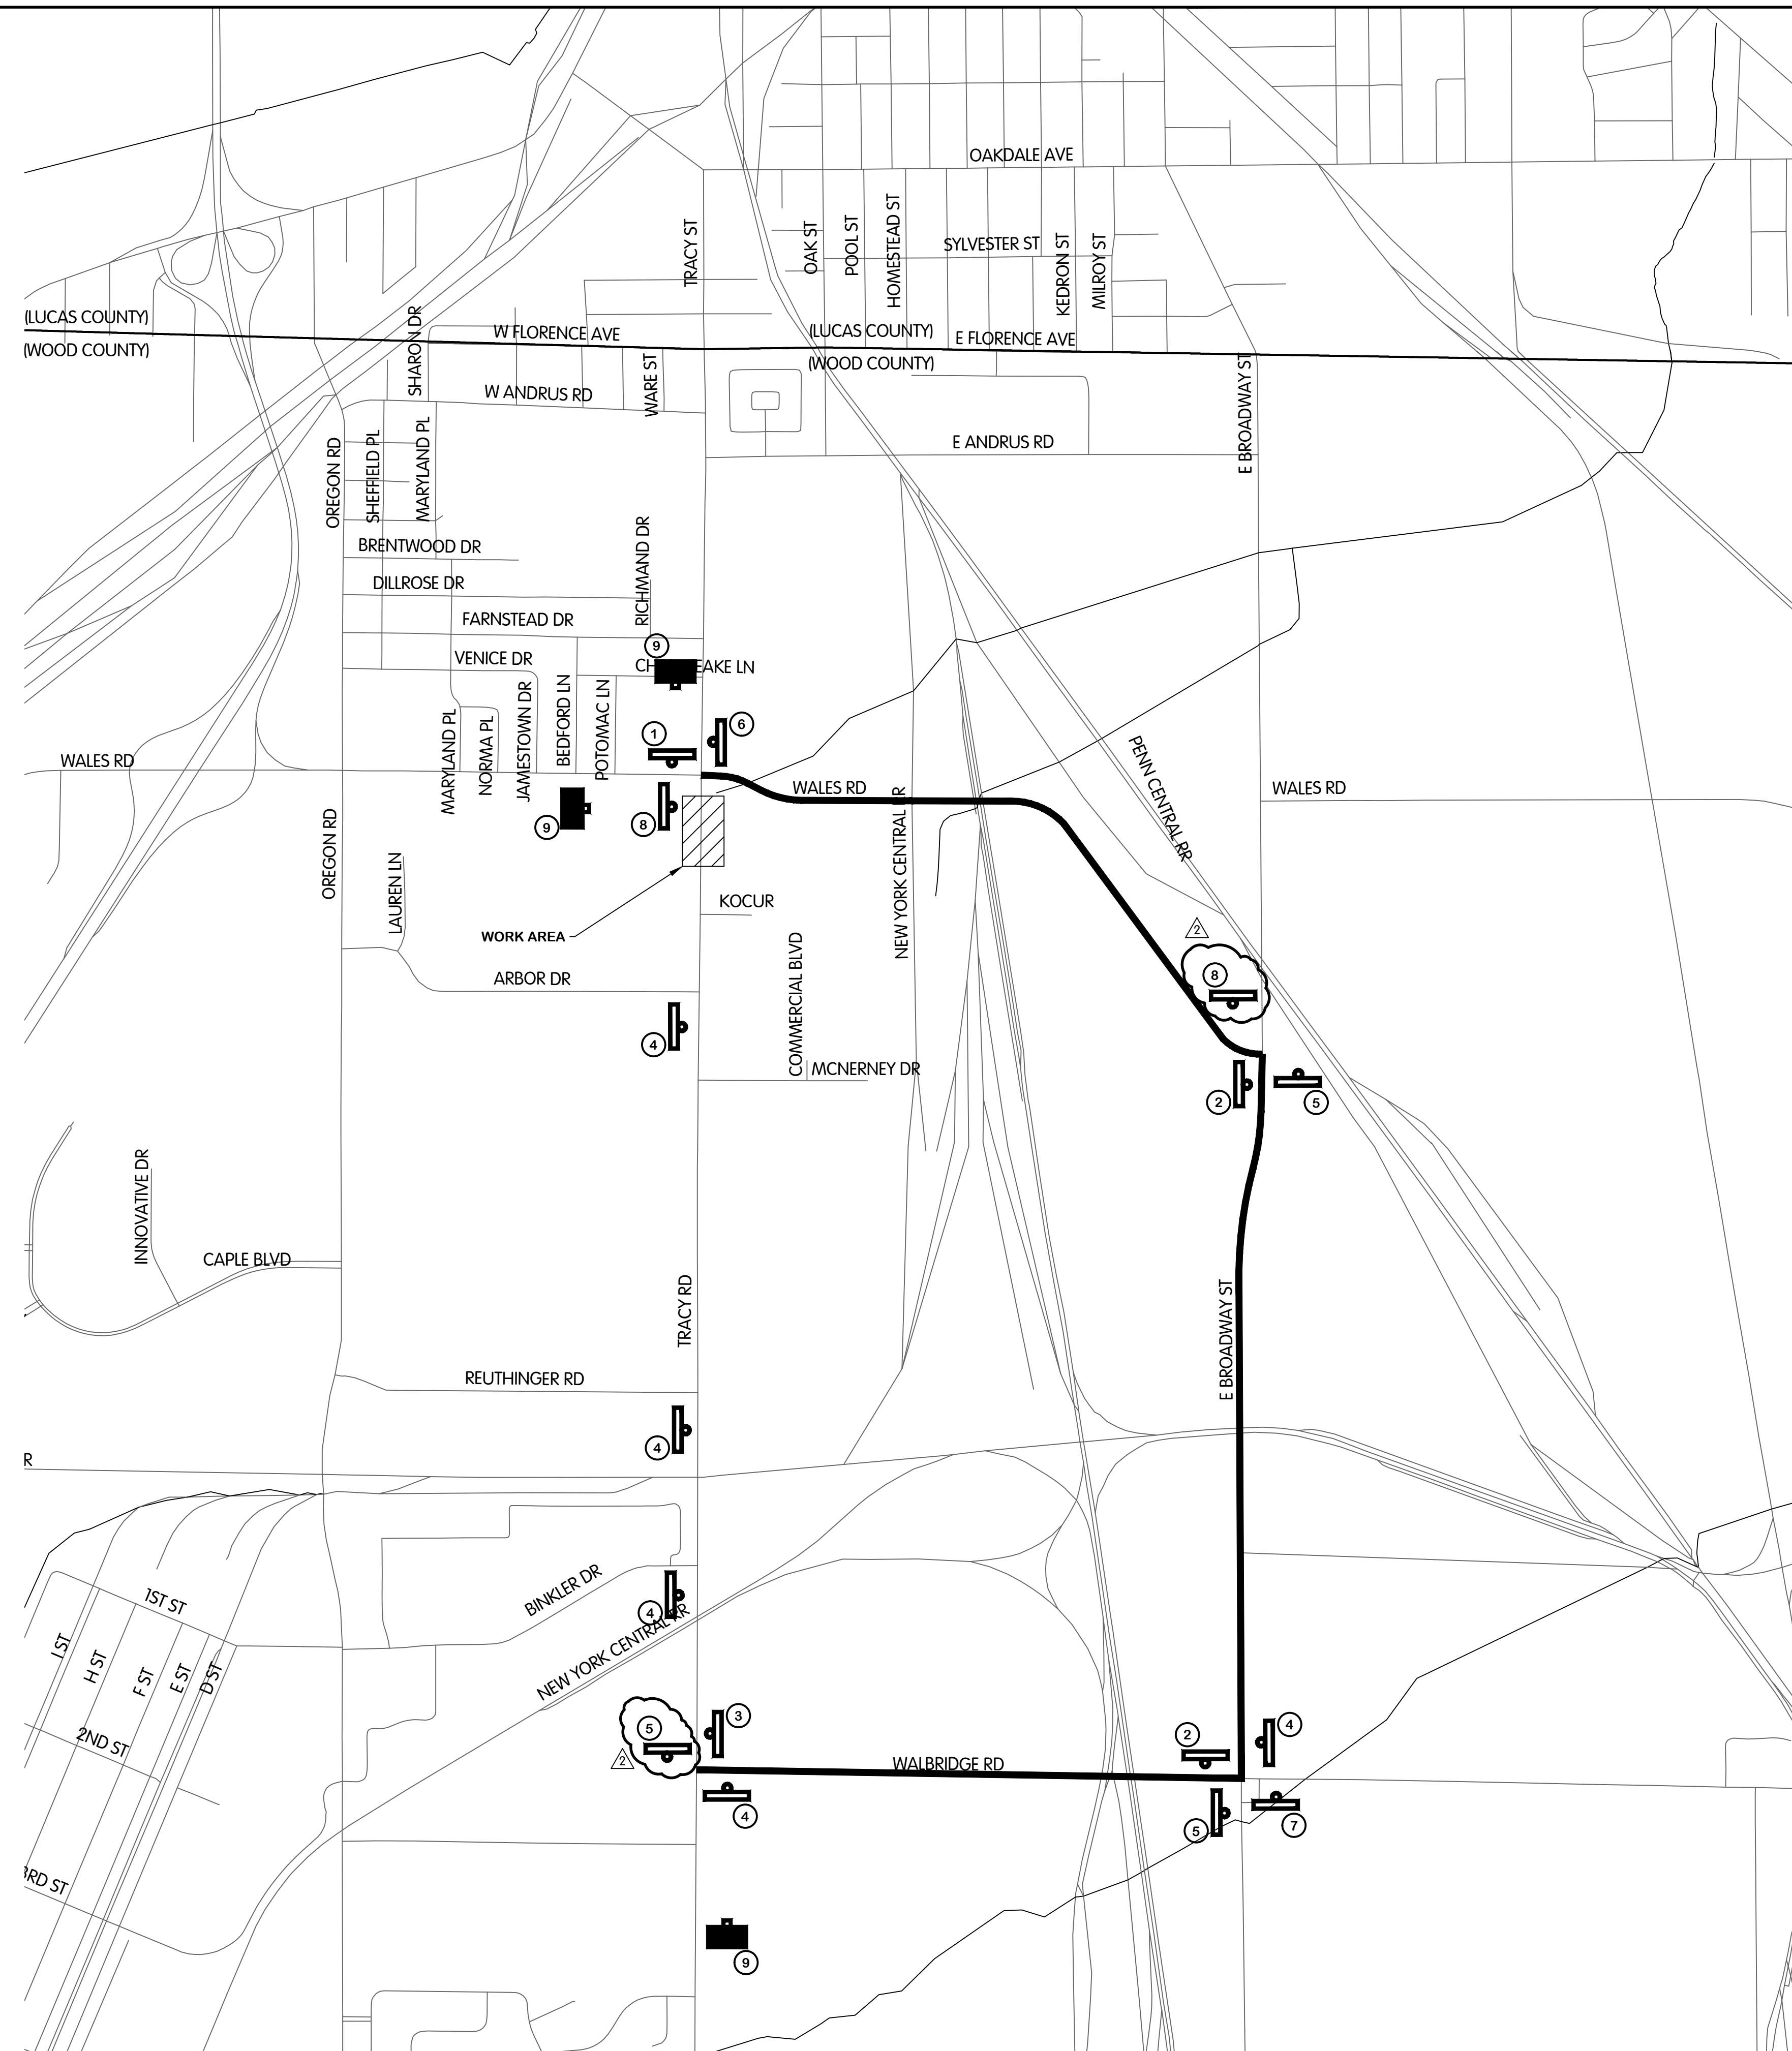 OAKDALE AVE
TRACY ST
OAK ST
POOL ST
HOMESTEAD ST
SYLVESTER ST
KEDRON ST
MILROY ST
(LUCAS COUNTY)
(WOOD COUNTY)
SHARON DR
W FLORENCE AVE
(LUCAS COUNTY)
(WOOD COUNTY)
E FLORENCE AVE
WARE ST
W ANDRUS RD
E BROADWAY ST
E ANDRUS RD
OREGON RD
SHEFFIELD PL
MARYLAND PL
BRENTWOOD DR
RICHMAND DR
DILLROSE DR
FARNSTEAD DR
9
VENICE DR
CH EAKE LN
MARYLAND PL
NORMA PL
JAMESTOWN DR
BEDFORD LN
POTOMAC LN
1
6
WALES RD
WALES RD
NEW YORK CENTRAL RR
PENN CENTRAL RR
WALES RD
9
8
OREGON RD
LAUREN LN
KOCUR
WORK AREA
2
8
ARBOR DR
COMMERCIAL BLVD
4
MCNERNEY DR
2
5
INNOVATIVE DR
CAPLE BLVD
TRACY RD
E BROADWAY ST
REUTHINGER RD
4
R
BINKLER DR
4
NEW YORK CENTRAL RR
1ST ST
I ST
H ST
F ST
E ST
D ST
2ND ST
3RD ST
5
2
3
4
WALBRIDGE RD
2
4
5
7
9